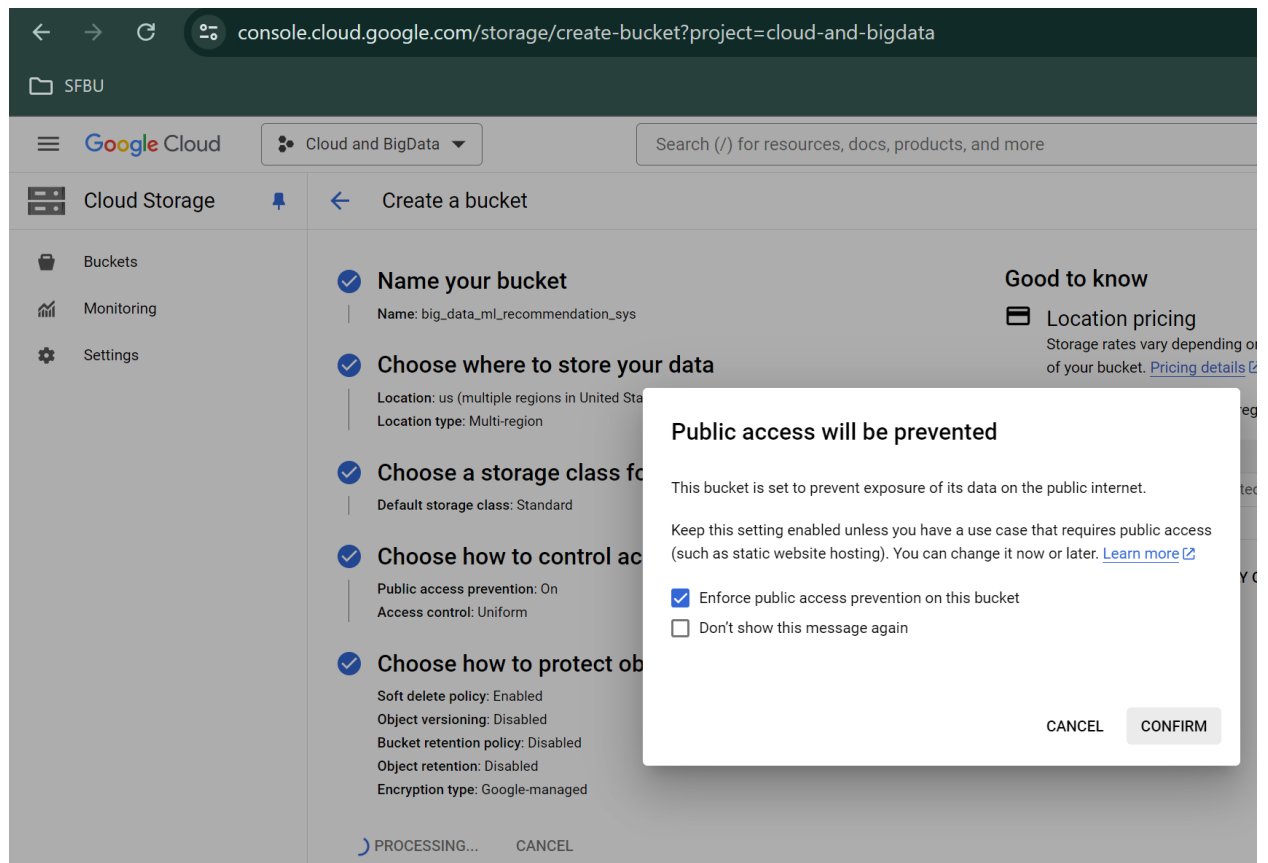 console.cloud.google.com/storage/create-bucket?project=cloud-and-bigdata
SFBU
Google Cloud
Cloud and BigData
Search (/) for resources, docs, products, and more
Cloud Storage
Create a bucket
Buckets
Monitoring
Settings
Name your bucket
Name: big_data_ml_recommendation_sys
Choose where to store your data
Location: us (multiple regions in United Sta
Location type: Multi-region
Choose a storage class fo
Default storage class: Standard
Choose how to control ac
Public access prevention: On
Access control: Uniform
Choose how to protect ob
Soft delete policy: Enabled
Object versioning: Disabled
Bucket retention policy: Disabled
Object retention: Disabled
Encryption type: Google-managed
PROCESSING...
CANCEL
Good to know
Location pricing
Storage rates vary depending o
of your bucket. Pricing details
Public access will be prevented
This bucket is set to prevent exposure of its data on the public internet.
Keep this setting enabled unless you have a use case that requires public access
(such as static website hosting). You can change it now or later. Learn more
Enforce public access prevention on this bucket
Don't show this message again
CANCEL
CONFIRM